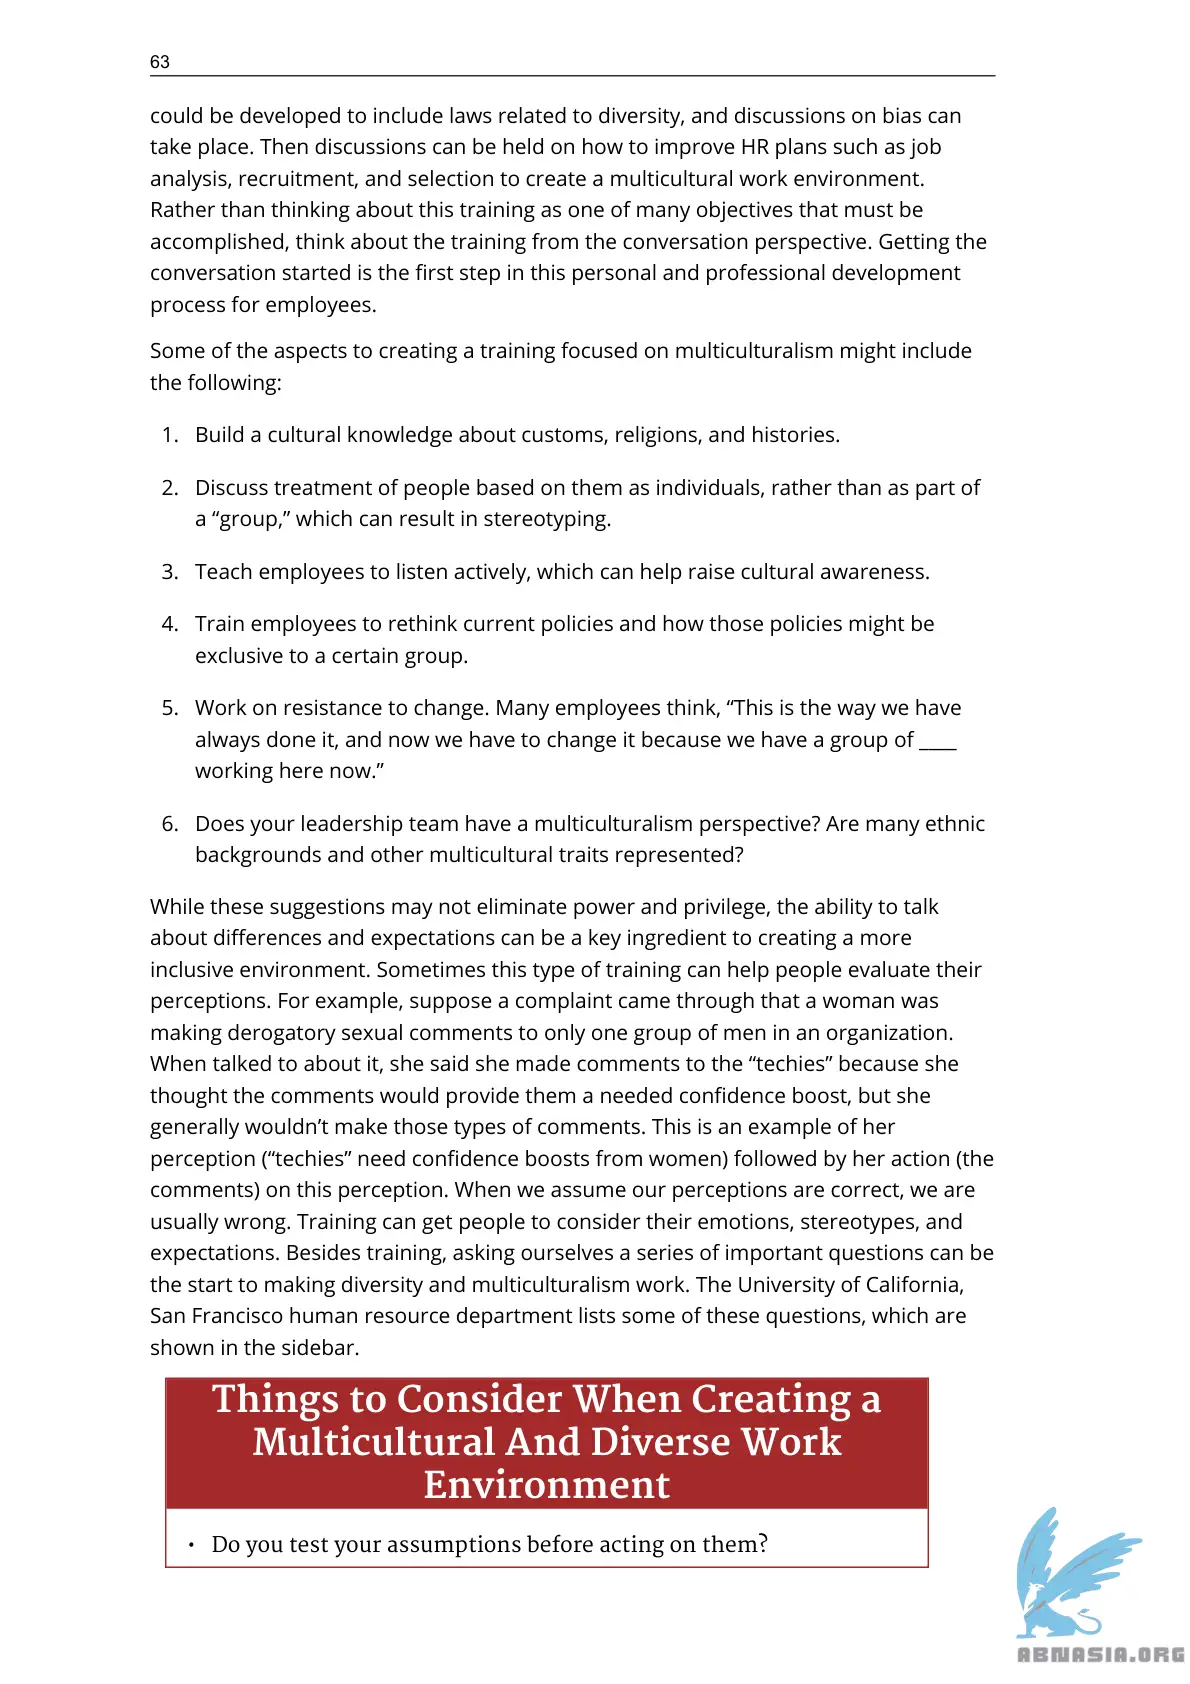 63
could be developed to include laws related to diversity, and discussions on bias can
take place. Then discussions can be held on how to improve HR plans such as job
analysis, recruitment, and selection to create a multicultural work environment.
Rather than thinking about this training as one of many objectives that must be
accomplished, think about the training from the conversation perspective. Getting the
conversation started is the first step in this personal and professional development
process for employees.
Some of the aspects to creating a training focused on multiculturalism might include
the following:
1. Build a cultural knowledge about customs, religions, and histories.
2. Discuss treatment of people based on them as individuals, rather than as part of
a “group,” which can result in stereotyping.
3. Teach employees to listen actively, which can help raise cultural awareness.
4. Train employees to rethink current policies and how those policies might be
exclusive to a certain group.
5. Work on resistance to change. Many employees think, “This is the way we have
always done it, and now we have to change it because we have a group of ____
working here now.”
6. Does your leadership team have a multiculturalism perspective? Are many ethnic
backgrounds and other multicultural traits represented?
While these suggestions may not eliminate power and privilege, the ability to talk
about differences and expectations can be a key ingredient to creating a more
inclusive environment. Sometimes this type of training can help people evaluate their
perceptions. For example, suppose a complaint came through that a woman was
making derogatory sexual comments to only one group of men in an organization.
When talked to about it, she said she made comments to the “techies” because she
thought the comments would provide them a needed confidence boost, but she
generally wouldn’t make those types of comments. This is an example of her
perception (“techies” need confidence boosts from women) followed by her action (the
comments) on this perception. When we assume our perceptions are correct, we are
usually wrong. Training can get people to consider their emotions, stereotypes, and
expectations. Besides training, asking ourselves a series of important questions can be
the start to making diversity and multiculturalism work. The University of California,
San Francisco human resource department lists some of these questions, which are
shown in the sidebar.
Things to Consider When Creating a
Multicultural And Diverse Work
Environment
• Do you test your assumptions before acting on them?
ABNASIA.ORG